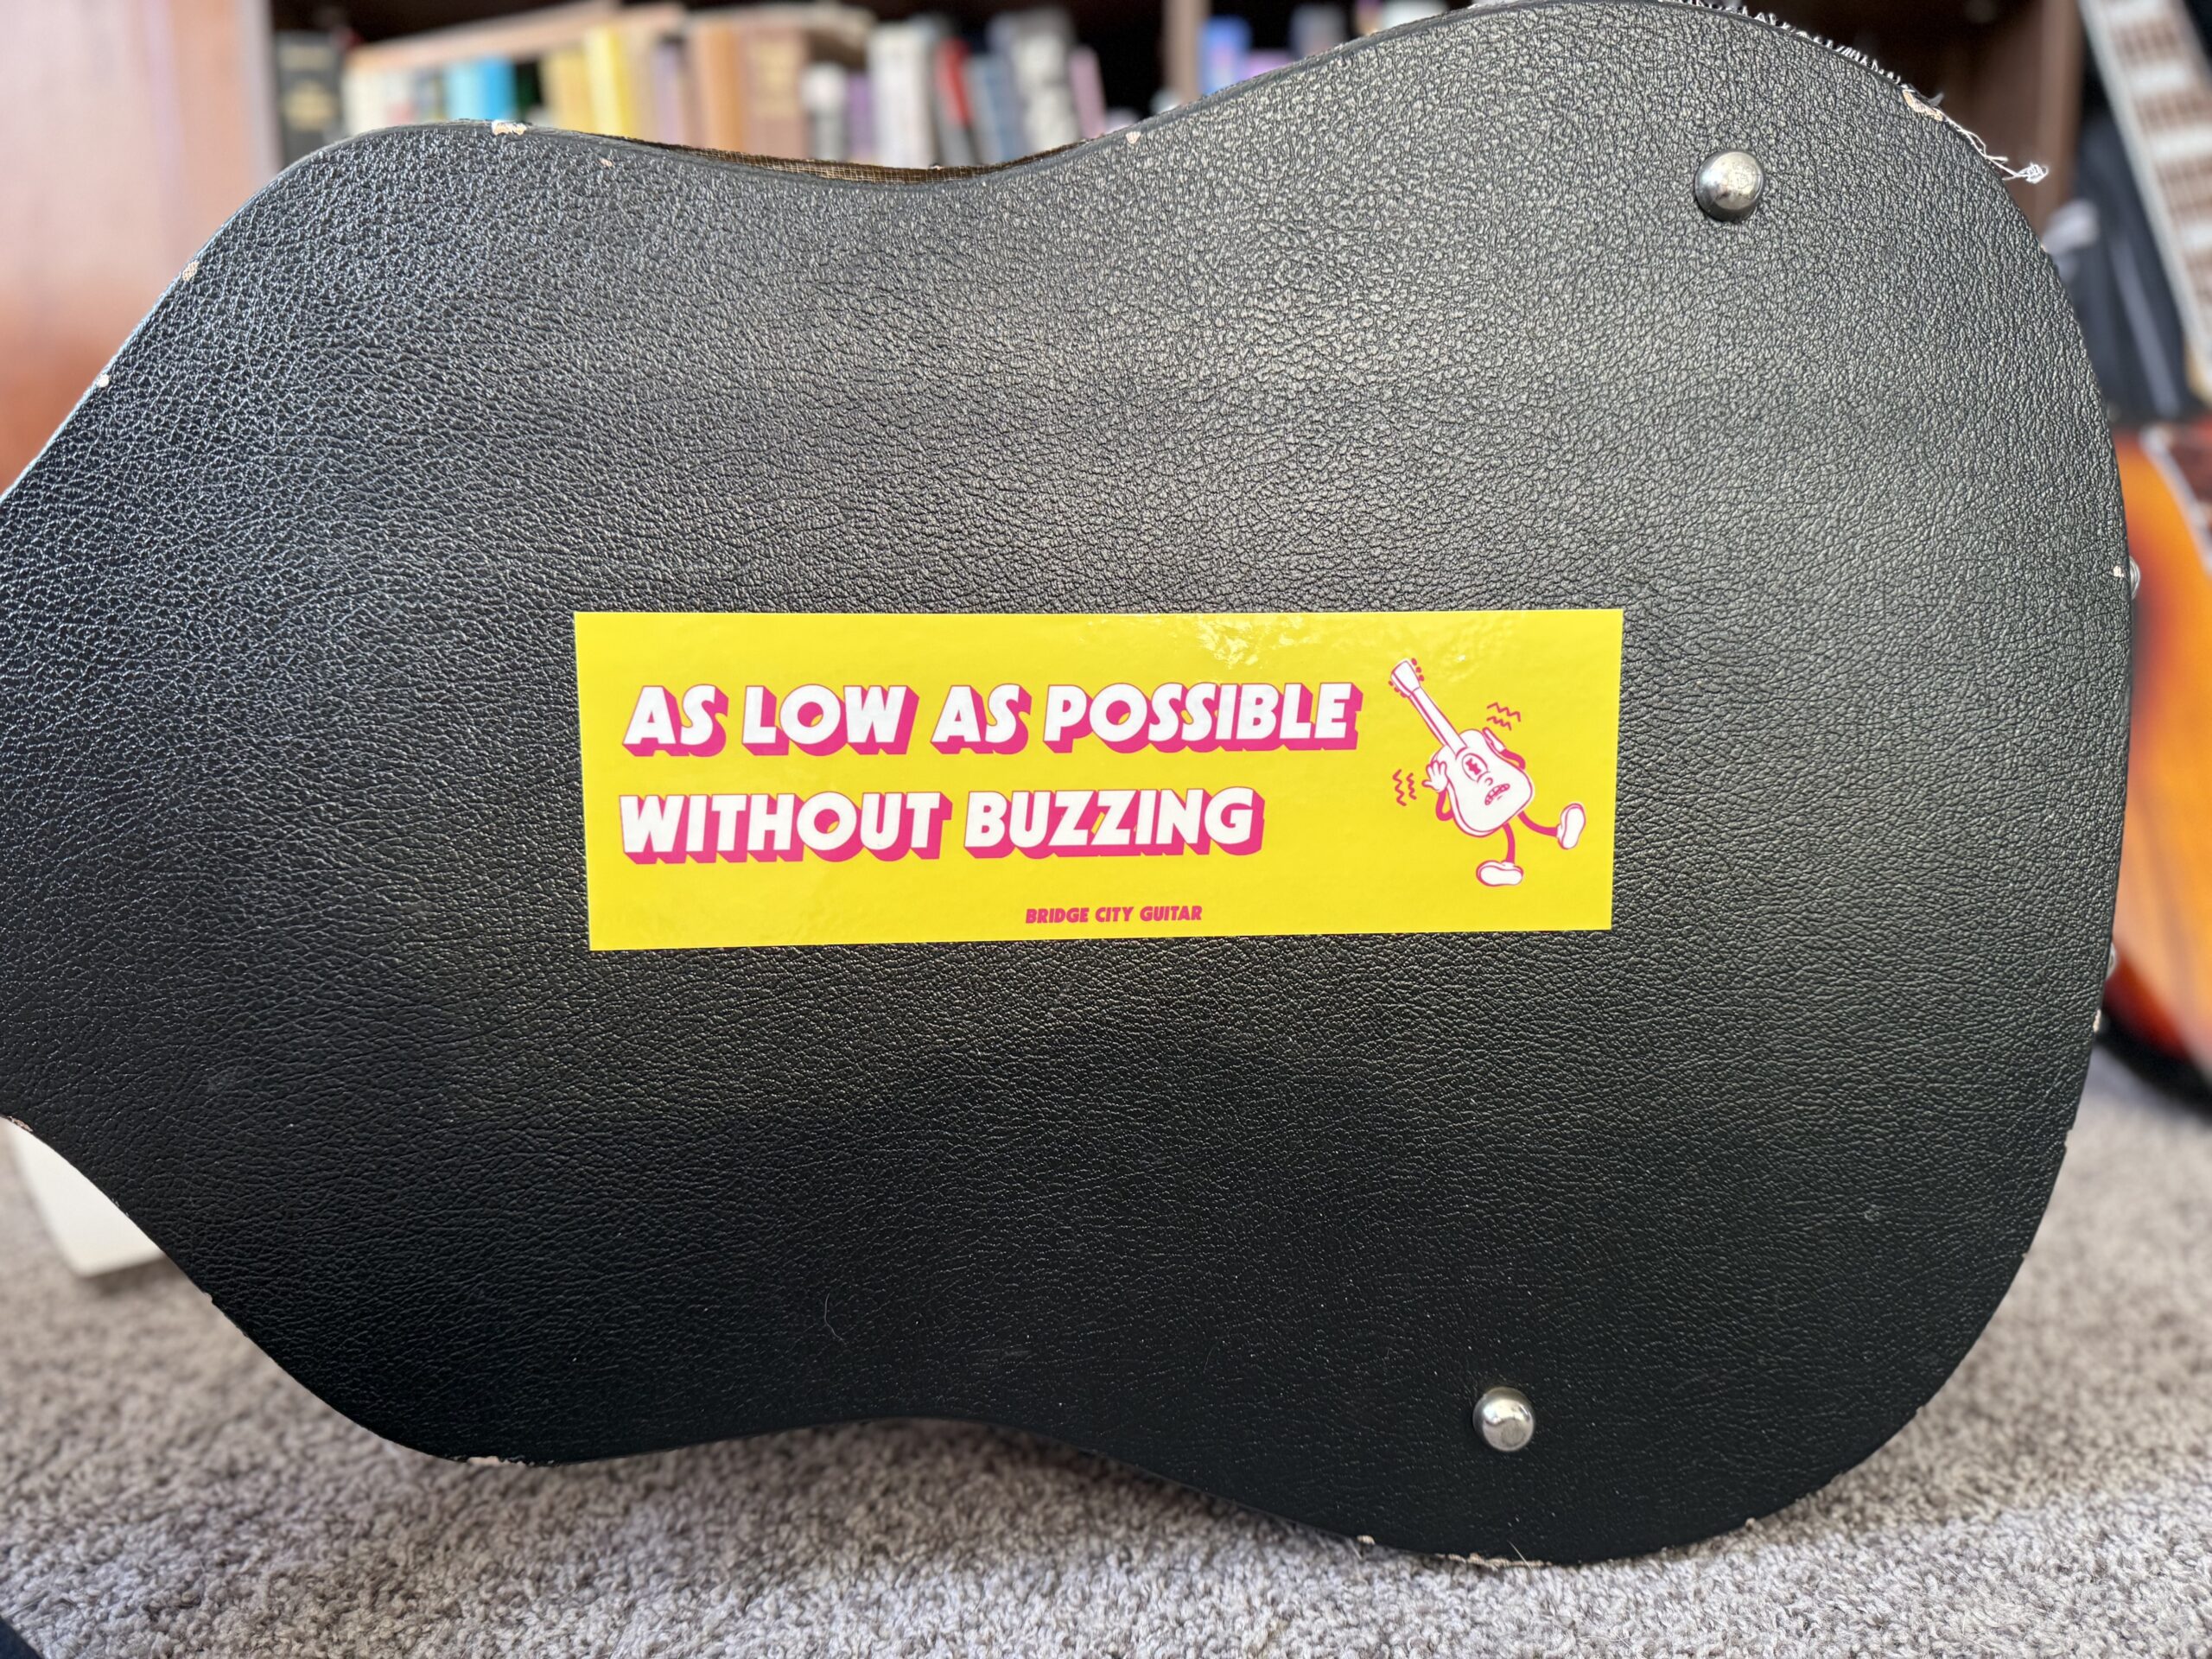 AS LOW AS POSSIBLE
WITHOUT BUZZING
BRIDGE CITY GUITAR